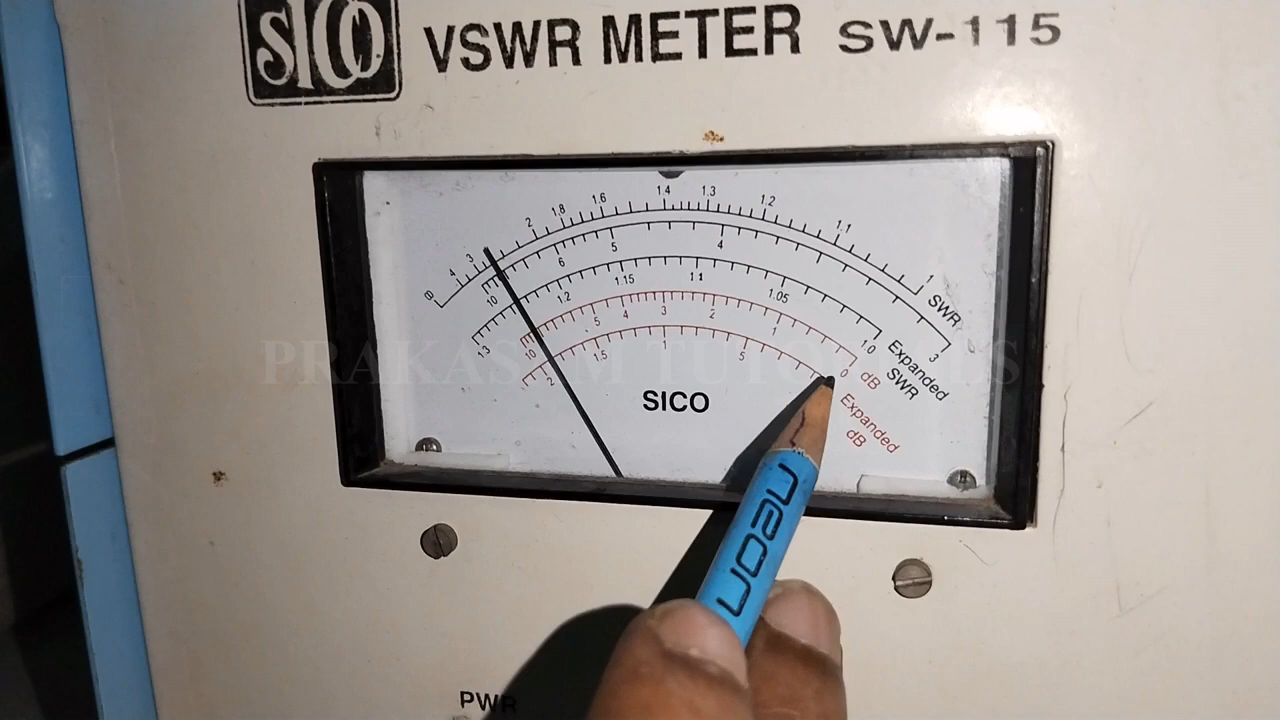 SICO VSWR METER SW-115
∞ 4 3 2 1.8 1.6 1.4 1.3 1.2 1.1 1 SWR
10 6 5 4 3
1.3 1.2 1.15 1.1 1.05 1.0 Expanded SWR
10 5 4 3 2 1 0 dB
2 1.5 1 .5 Expanded dB
SICO
PRAKASAM TUTORIALS
neon
PWR